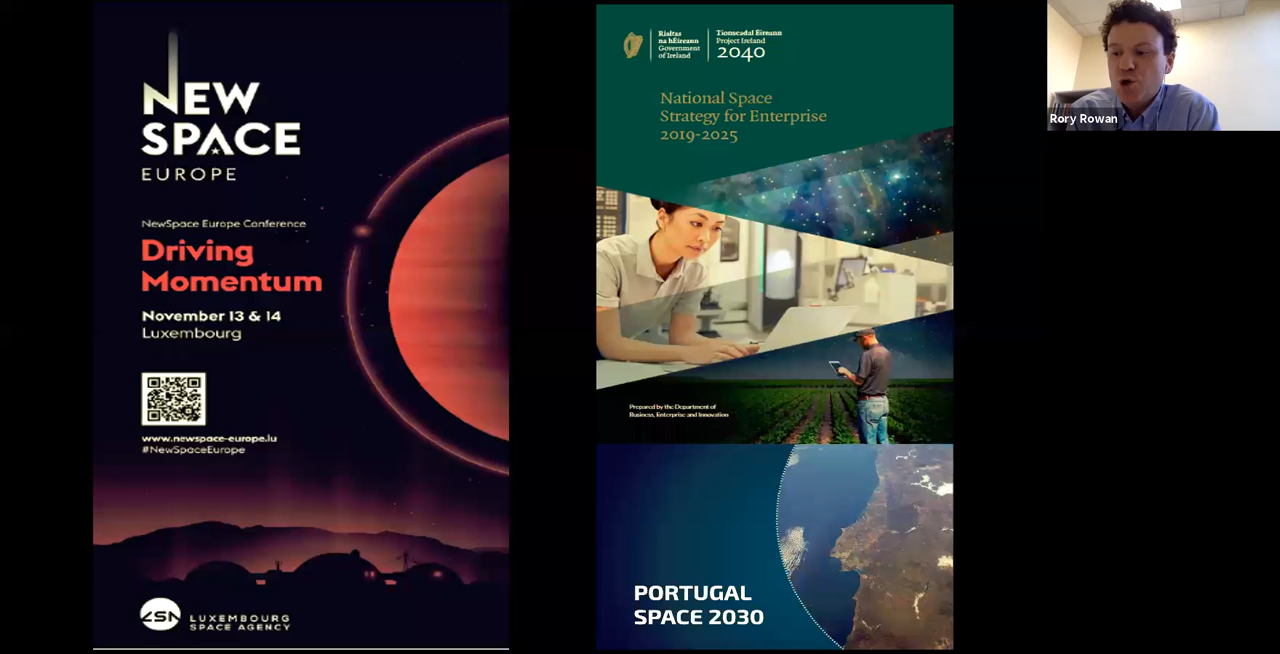 NEW
SPACE
EUROPE
NewSpace Europe Conference
Driving
Momentum
November 13 & 14
Luxembourg
www.newspace-europe.lu
#NewSpaceEurope
LSA
LUXEMBOURG
SPACE AGENCY
Rialtas
na hÉireann
Government
of Ireland
Tionscadal Éireann
Project Ireland
2040
National Space
Strategy for Enterprise
2019-2025
Prepared by the Department of
Business, Enterprise and Innovation
PORTUGAL
SPACE 2030
Rory Rowan